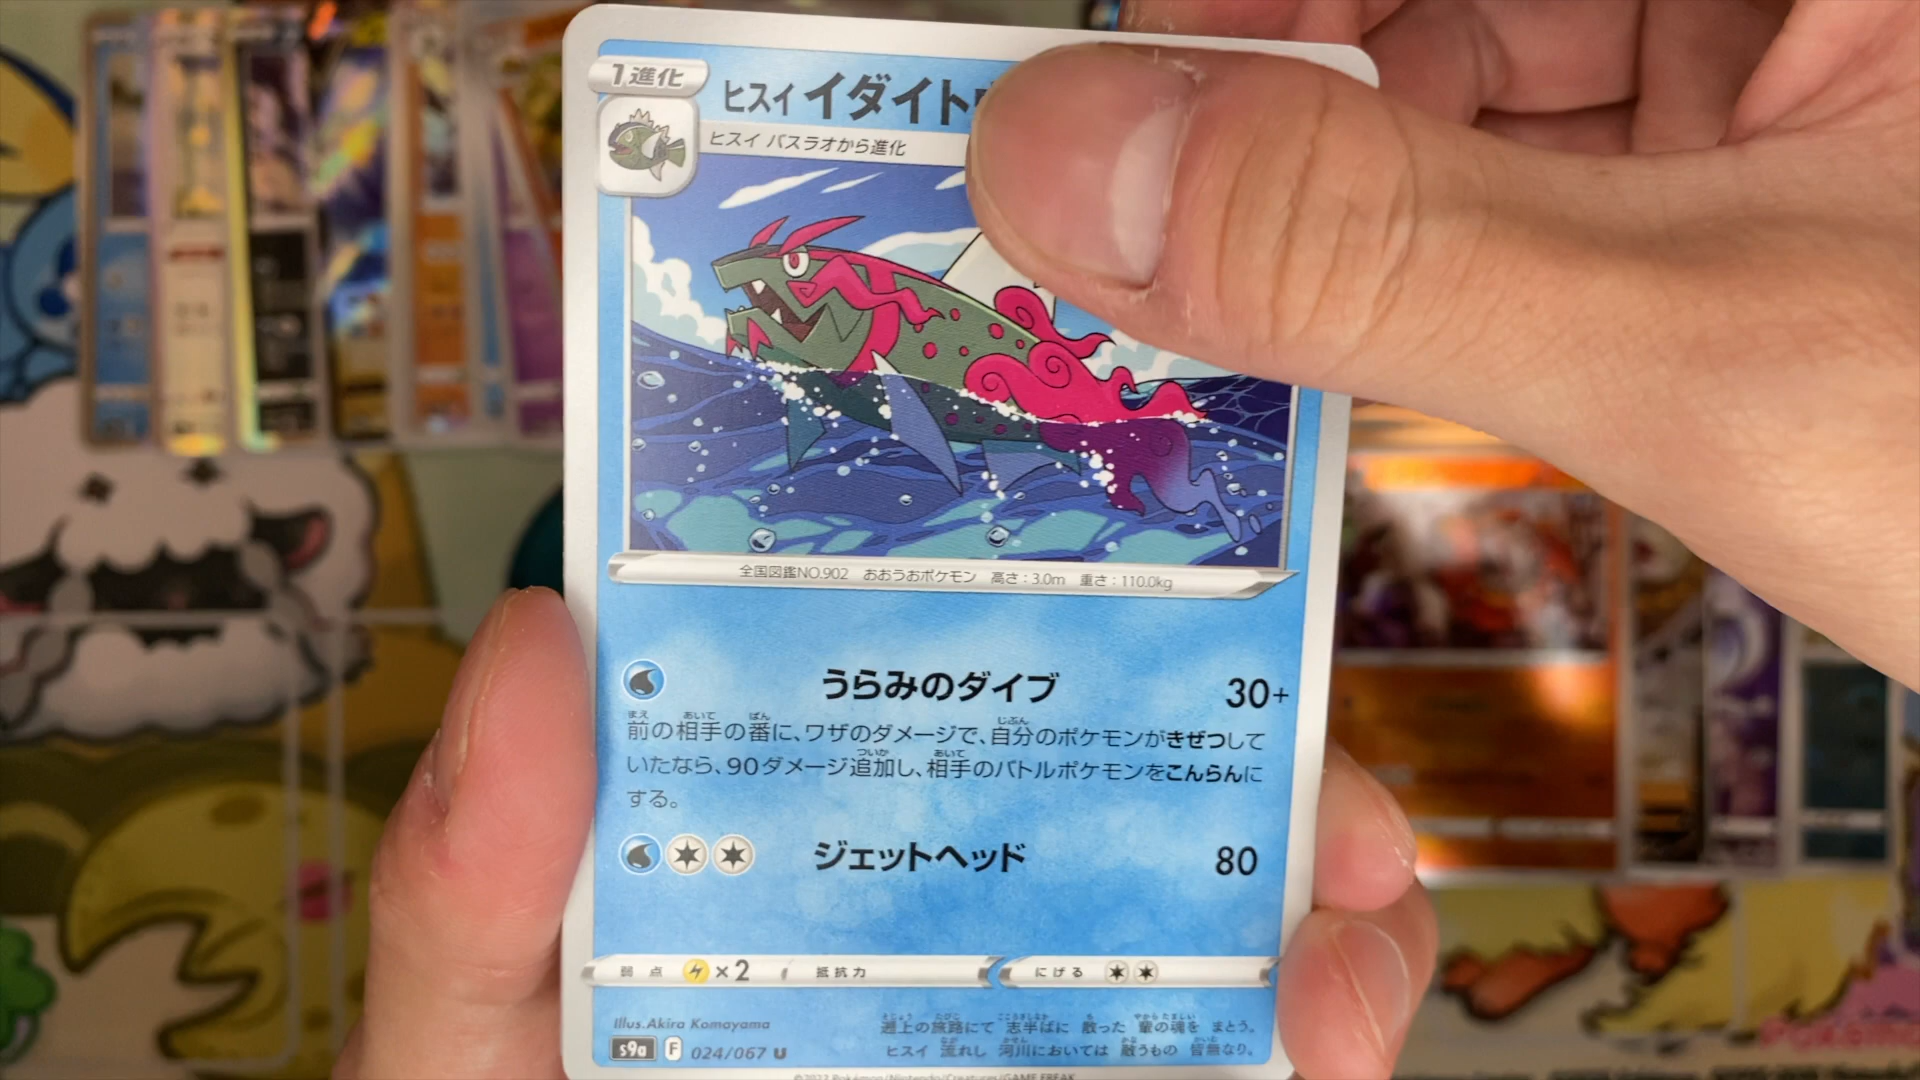 1進化
ヒスイ イダイト
ヒスイ バスラオから進化
全国図鑑NO.902 おおうおポケモン 高さ:3.0m 重さ:110.0kg
うらみのダイブ 30+
前の相手の番に、ワザのダメージで、自分のポケモンがきぜつして
いたなら、90ダメージ追加し、相手のバトルポケモンをこんらんに
する。
ジェットヘッド 80
弱点 ×2 抵抗力 にげる
Illus.Akira Komayama
遡上の旅路にて 志半ばに 散った 輩の魂を まとう。
s9a F 024/067 U
ヒスイ 流れし 河川においては 敵うもの 皆無なり。
©2022 Pokémon/Nintendo/Creatures/GAME FREAK